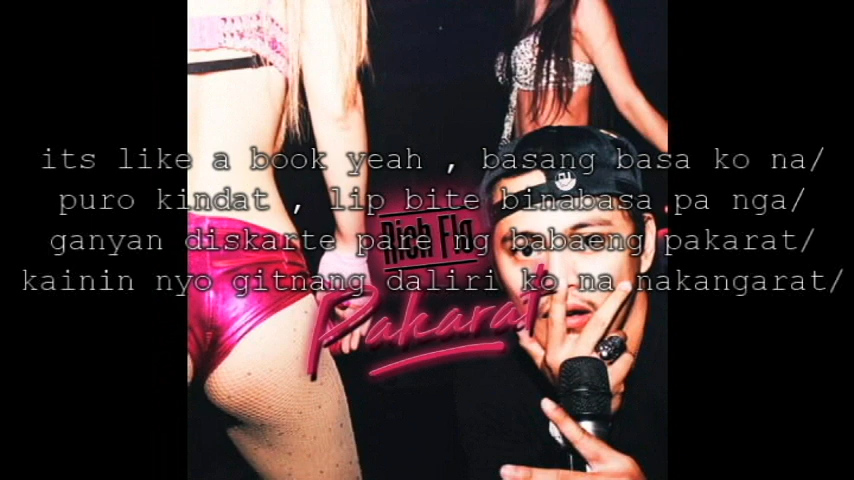 its like a book yeah , basang basa ko na/
puro kindat , lip bite binabasa pa nga/
Rich Flo
ganyan diskarte pare ng babaeng pakarat/
kainin nyo gitnang daliri ko na nakangarat/
Pakarat